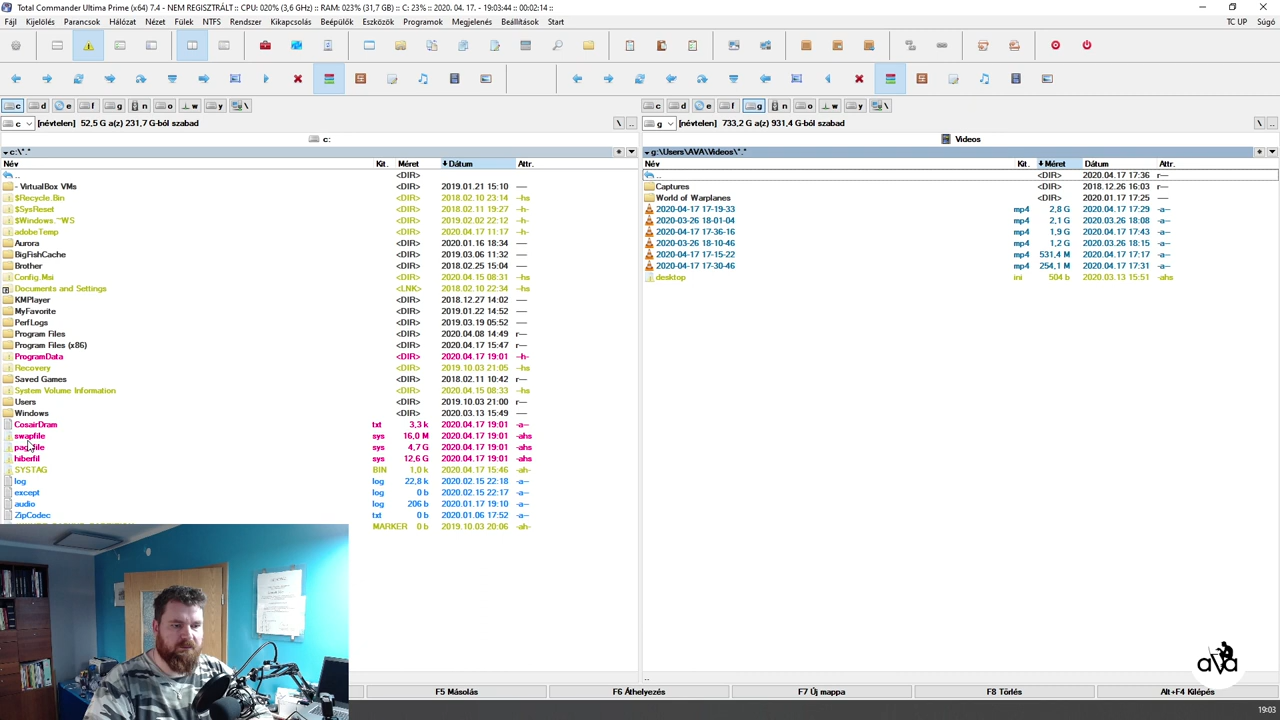 Total Commander Ultima Prime (x64) 7.4 - NEM REGISZTRÁLT :: CPU: 020% (3,6 GHz) :: RAM: 023% (31,7 GB) :: C: 23% :: 2020. 04. 17. - 19:03:44 :: 00:02:14 ::
Fájl Kijelölés Parancsok Hálózat Nézet Fülek NTFS Rendszer Kikapcsolás Beépülők Eszközök Programok Megjelenés Beállítások Start TC UP Súgó
c d e f g n o w y \
c d e f g n o w y \
c [névtelen] 52,5 G a(z) 231,7 G-ból szabad \ ..
g [névtelen] 733,2 G a(z) 931,4 G-ból szabad \ ..
c:
Videos
c:\*.*
g:\Users\AVA\Videos\*.*
Név Kit. Méret Dátum Attr.
.. <DIR>
- VirtualBox VMs <DIR> 2019.01.21 15:10 ----
$Recycle.Bin <DIR> 2018.02.10 23:14 --hs
$SysReset <DIR> 2018.02.11 19:27 --h-
$Windows.~WS <DIR> 2019.02.02 22:12 --h-
adobeTemp <DIR> 2020.04.17 11:17 --h-
Aurora <DIR> 2020.01.16 18:34 ----
BigFishCache <DIR> 2019.03.06 11:32 ----
Brother <DIR> 2018.02.25 15:04 ----
Config.Msi <DIR> 2020.04.15 08:31 --hs
Documents and Settings <LNK> 2018.02.10 22:34 --hs
KMPlayer <DIR> 2018.12.27 14:02 ----
MyFavorite <DIR> 2019.01.22 14:52 ----
PerfLogs <DIR> 2019.03.19 05:52 ----
Program Files <DIR> 2020.04.08 14:49 r---
Program Files (x86) <DIR> 2020.04.17 15:47 r---
ProgramData <DIR> 2020.04.17 19:01 --h-
Recovery <DIR> 2019.10.03 21:05 --hs
Saved Games <DIR> 2018.02.11 10:42 r---
System Volume Information <DIR> 2020.04.15 08:33 --hs
Users <DIR> 2019.10.03 21:00 r---
Windows <DIR> 2020.03.13 15:49 ----
CosairDram txt 3,3 k 2020.04.17 19:01 -a--
swapfile sys 16,0 M 2020.04.17 19:01 -ahs
pagefile sys 4,7 G 2020.04.17 19:01 -ahs
hiberfil sys 12,6 G 2020.04.17 19:01 -ahs
SYSTAG BIN 1,0 k 2020.04.17 15:46 -ah-
log log 22,8 k 2020.02.15 22:18 -a--
except log 0 b 2020.02.15 22:17 -a--
audio log 206 b 2020.01.17 19:10 -a--
ZipCodec txt 0 b 2020.01.06 17:52 -a--
MARKER 0 b 2019.10.03 20:06 -ah-
Név Kit. Méret Dátum Attr.
.. <DIR> 2020.04.17 17:36 r---
Captures <DIR> 2018.12.26 16:03 r---
World of Warplanes <DIR> 2020.01.17 17:25 ----
2020-04-17 17-19-33 mp4 2,8 G 2020.04.17 17:29 -a--
2020-03-26 18-01-04 mp4 2,1 G 2020.03.26 18:08 -a--
2020-04-17 17-36-16 mp4 1,9 G 2020.04.17 17:43 -a--
2020-03-26 18-10-46 mp4 1,2 G 2020.03.26 18:15 -a--
2020-04-17 17-15-22 mp4 531,4 M 2020.04.17 17:17 -a--
2020-04-17 17-30-46 mp4 254,1 M 2020.04.17 17:31 -a--
desktop ini 504 b 2020.03.13 15:51 -ahs
..
F5 Másolás F6 Áthelyezés F7 Új mappa F8 Törlés Alt+F4 Kilépés
aVa
19:03